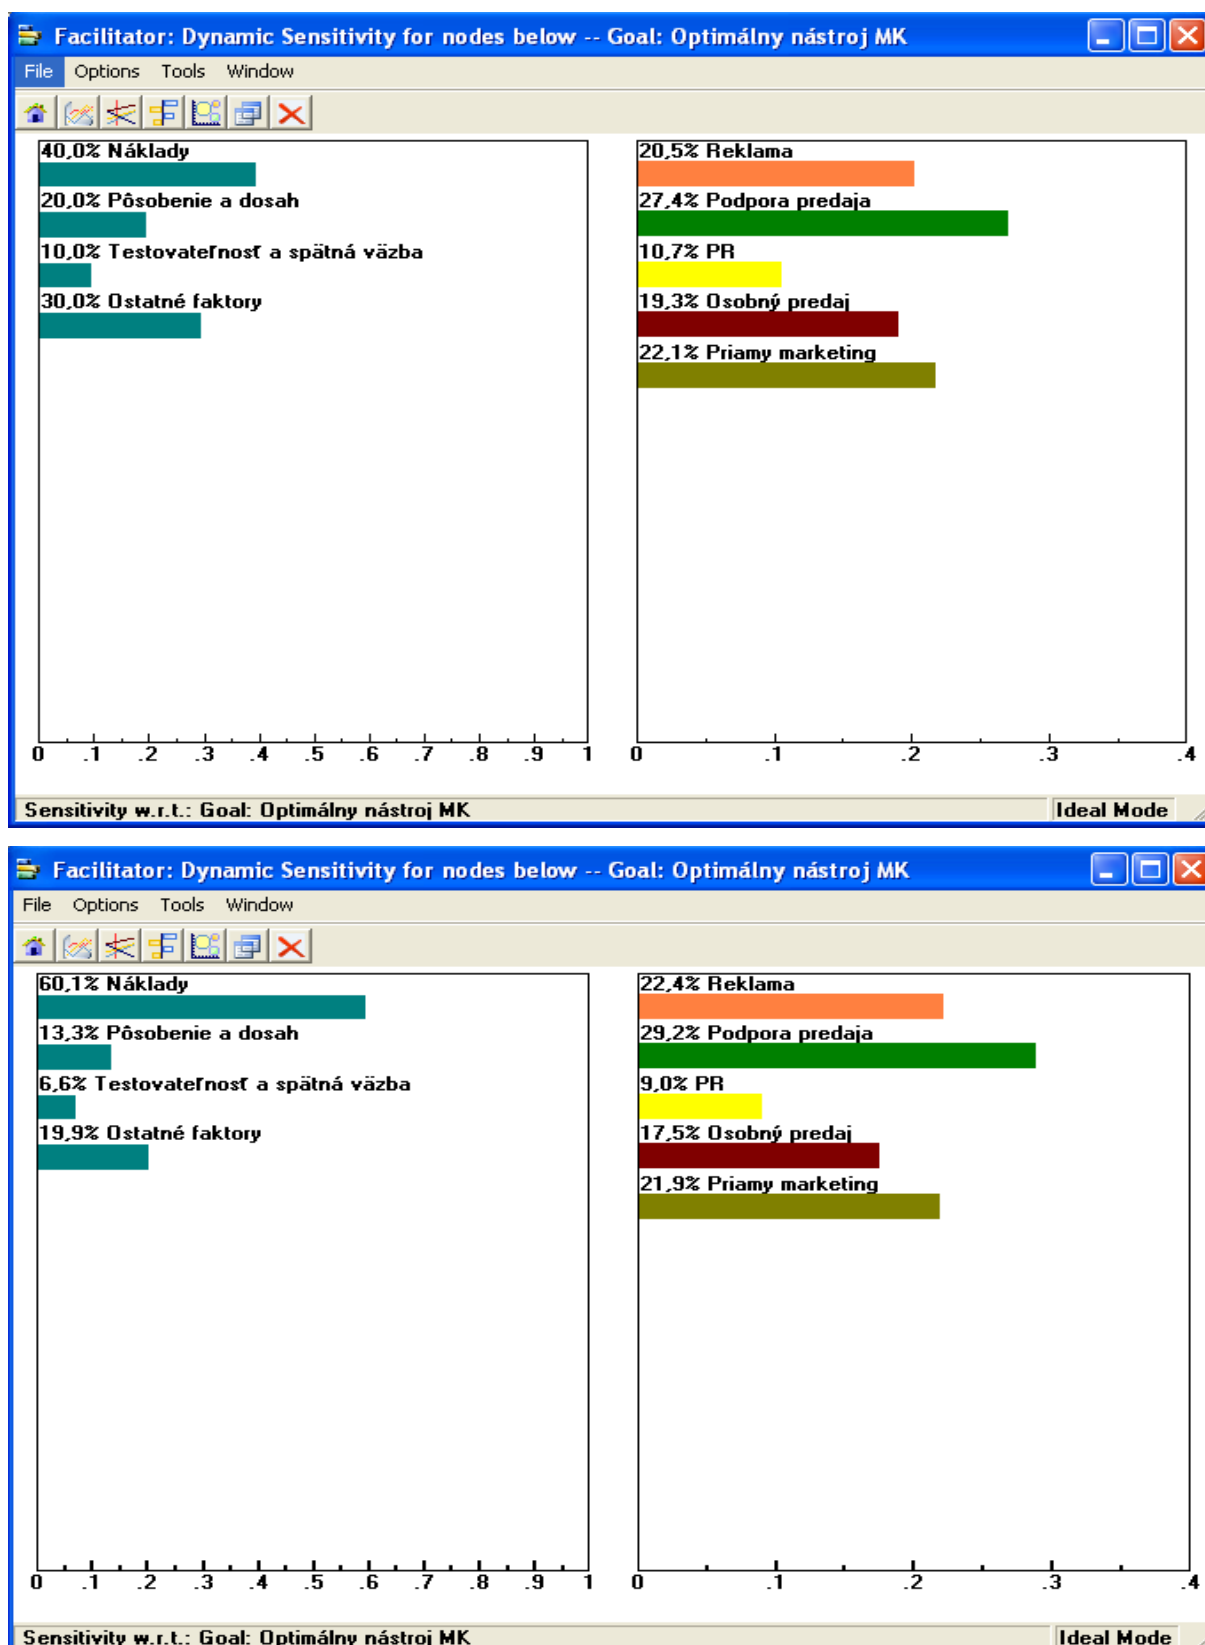 Facilitator: Dynamic Sensitivity for nodes below -- Goal: Optimálny nástroj MK
File Options Tools Window
40,0% Náklady
20,0% Pôsobenie a dosah
10,0% Testovateľnosť a spätná väzba
30,0% Ostatné faktory
20,5% Reklama
27,4% Podpora predaja
10,7% PR
19,3% Osobný predaj
22,1% Priamy marketing
0 .1 .2 .3 .4 .5 .6 .7 .8 .9 1
0 .1 .2 .3 .4
Sensitivity w.r.t.: Goal: Optimálny nástroj MK Ideal Mode
Facilitator: Dynamic Sensitivity for nodes below -- Goal: Optimálny nástroj MK
File Options Tools Window
60,1% Náklady
13,3% Pôsobenie a dosah
6,6% Testovateľnosť a spätná väzba
19,9% Ostatné faktory
22,4% Reklama
29,2% Podpora predaja
9,0% PR
17,5% Osobný predaj
21,9% Priamy marketing
0 .1 .2 .3 .4 .5 .6 .7 .8 .9 1
0 .1 .2 .3 .4
Sensitivity w.r.t.: Goal: Optimálny nástroj MK Ideal Mode